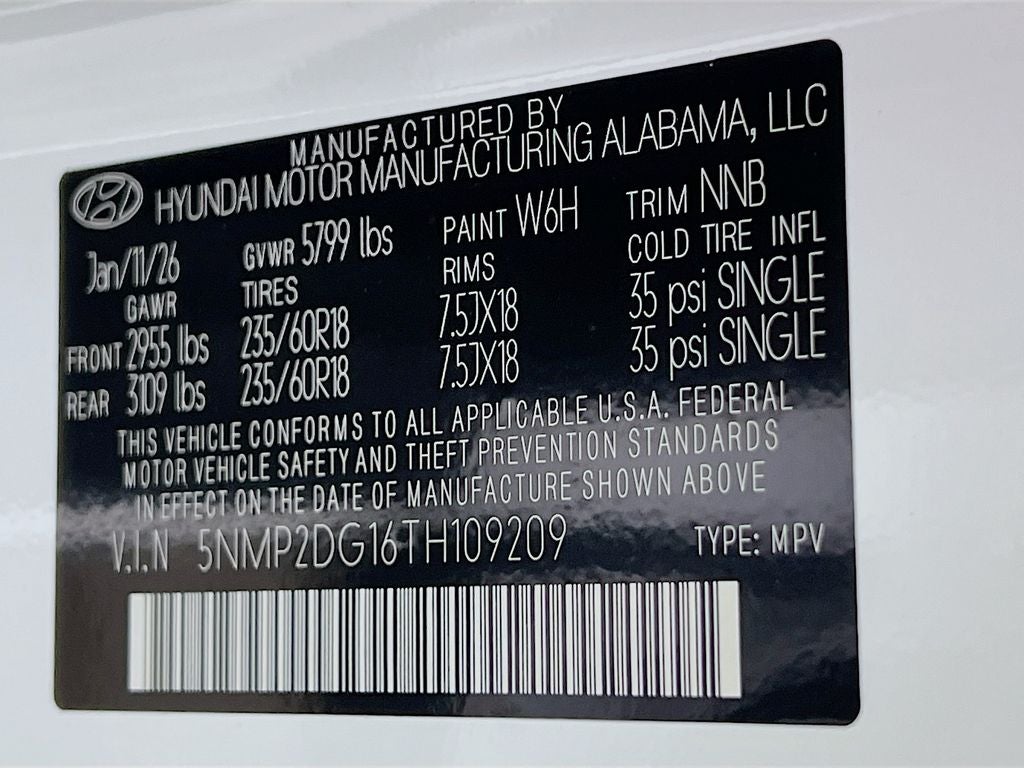 MANUFACTURED BY
HYUNDAI MOTOR MANUFACTURING ALABAMA, LLC
Jan/11/26 GVWR 5799 lbs PAINT W6H TRIM NNB
GAWR TIRES RIMS COLD TIRE INFL
FRONT 2955 lbs 235/60R18 7.5JX18 35 psi SINGLE
REAR 3109 lbs 235/60R18 7.5JX18 35 psi SINGLE
THIS VEHICLE CONFORMS TO ALL APPLICABLE U.S.A. FEDERAL
MOTOR VEHICLE SAFETY AND THEFT PREVENTION STANDARDS
IN EFFECT ON THE DATE OF MANUFACTURE SHOWN ABOVE
V.I.N 5NMP2DG16TH109209 TYPE: MPV